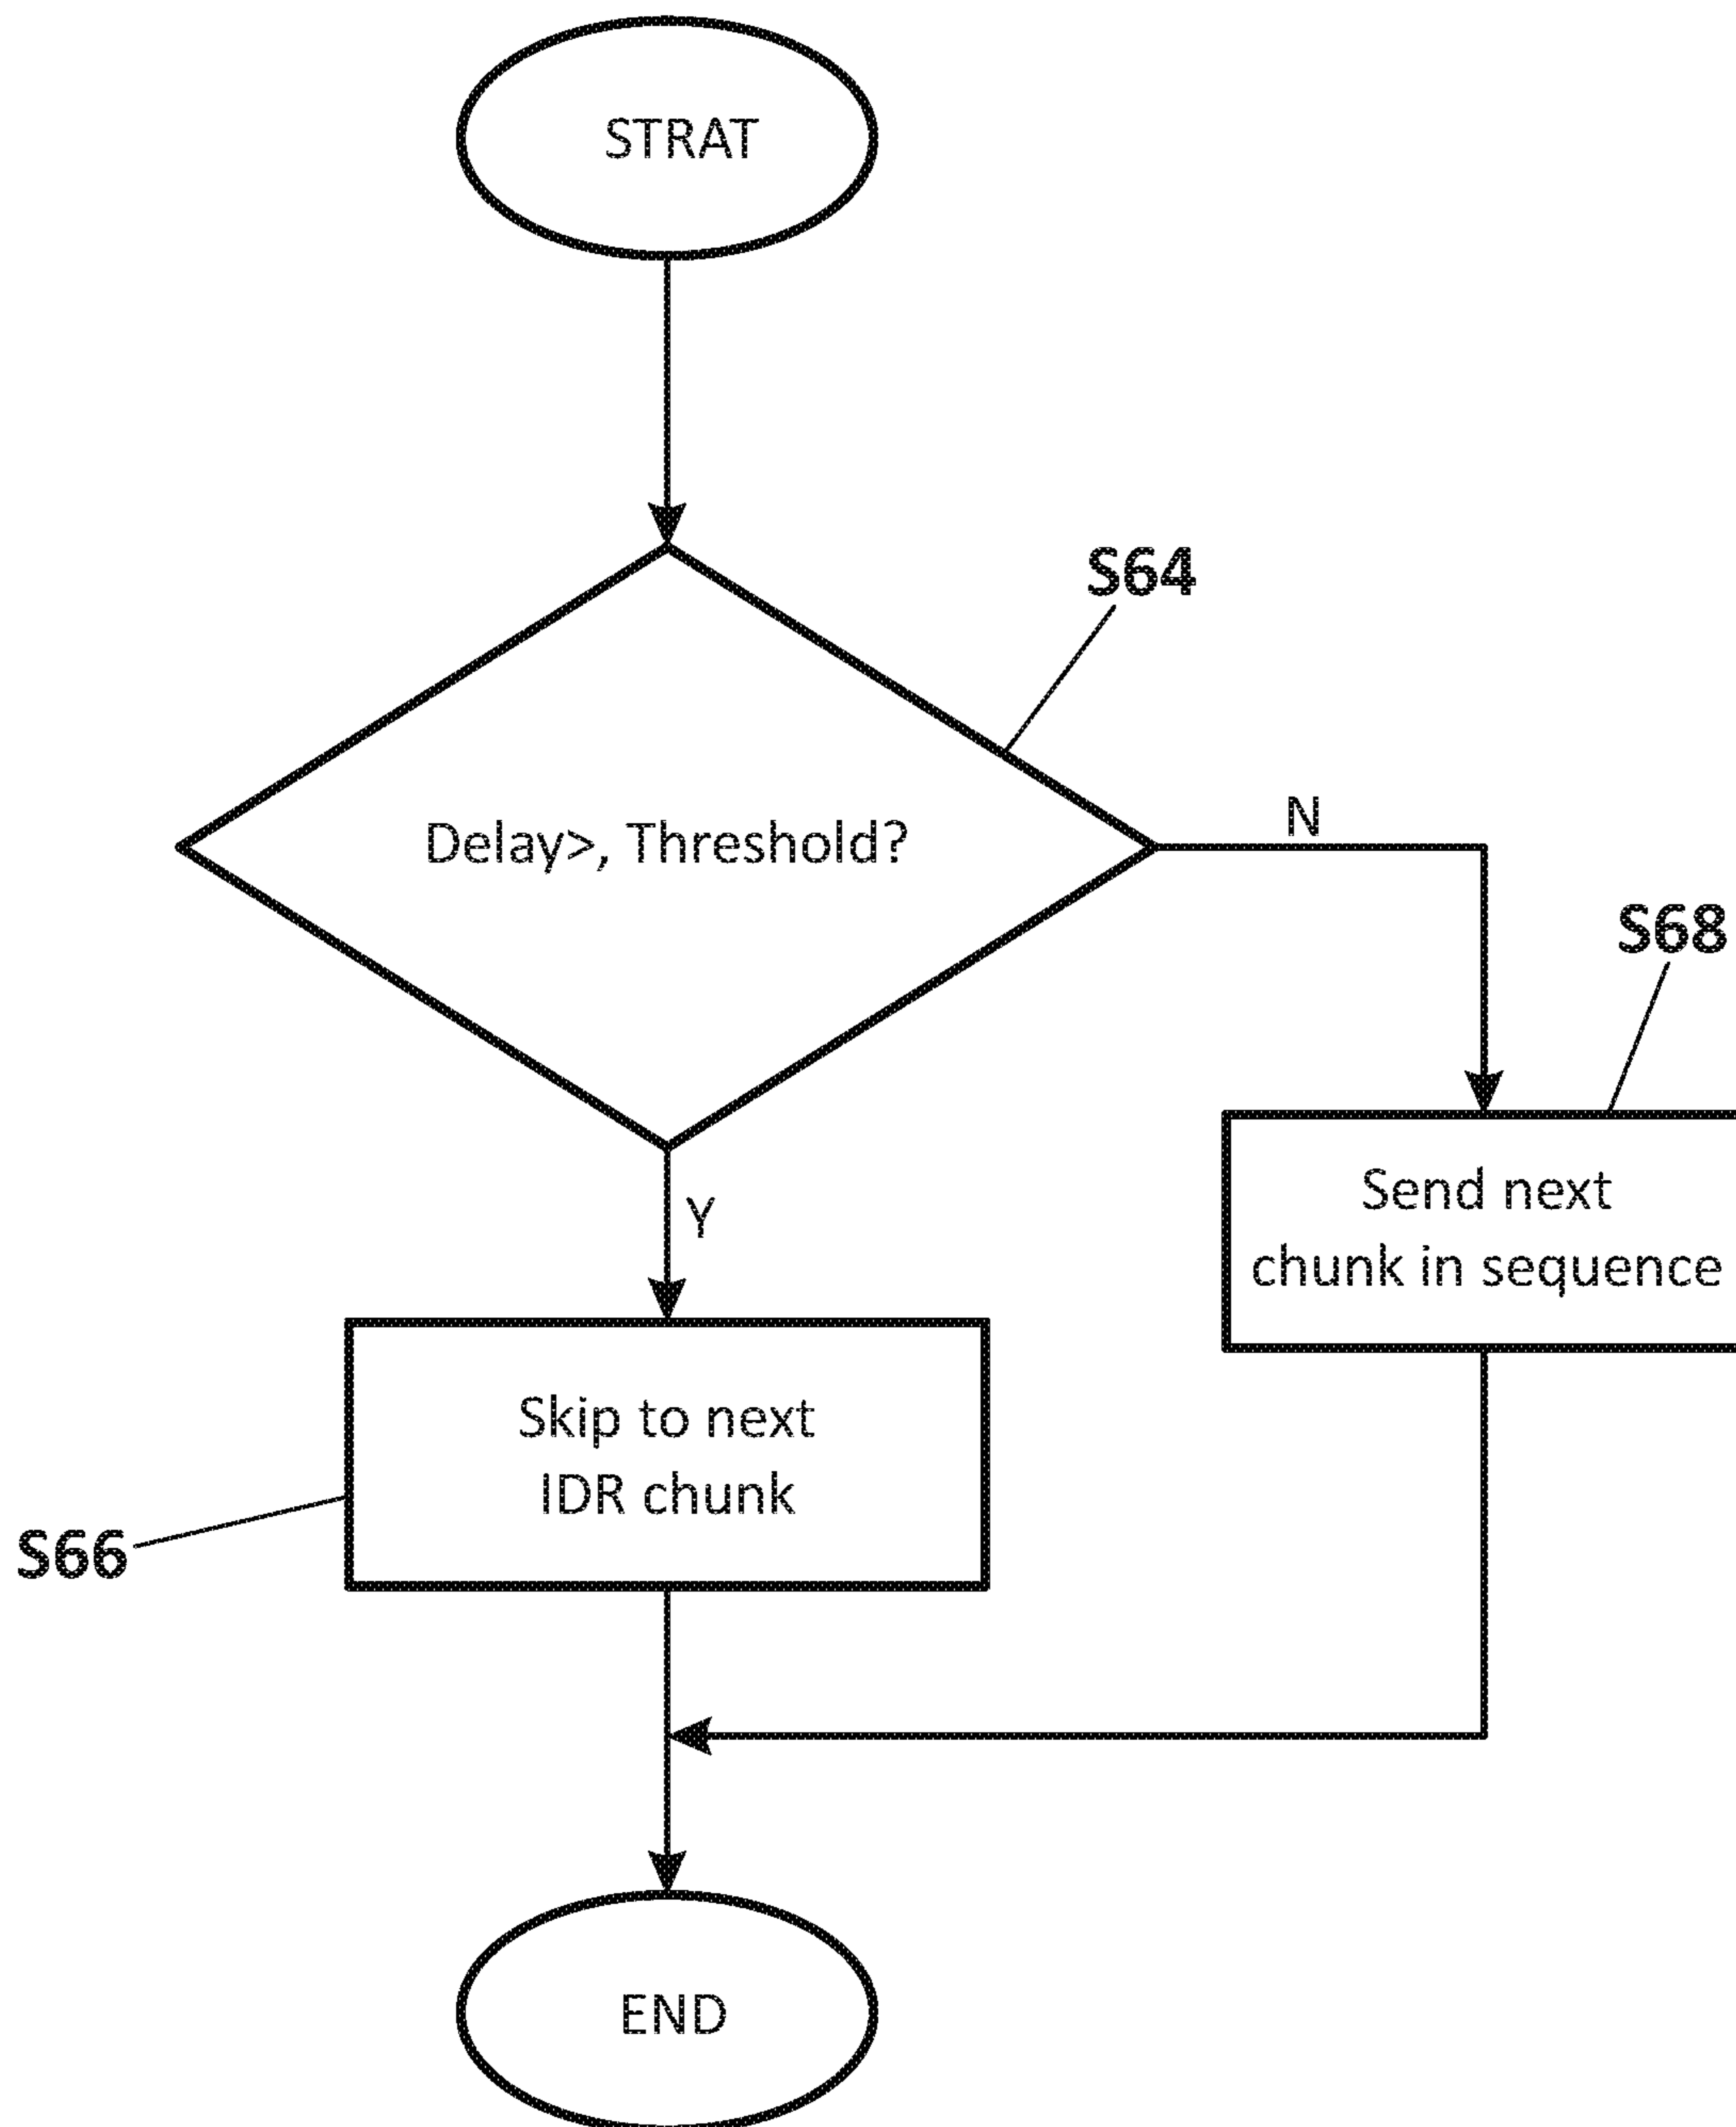 STRAT
S64
Delay>, Threshold?
N
S68
Send next
chunk in sequence
Y
Skip to next
IDR chunk
S66
END